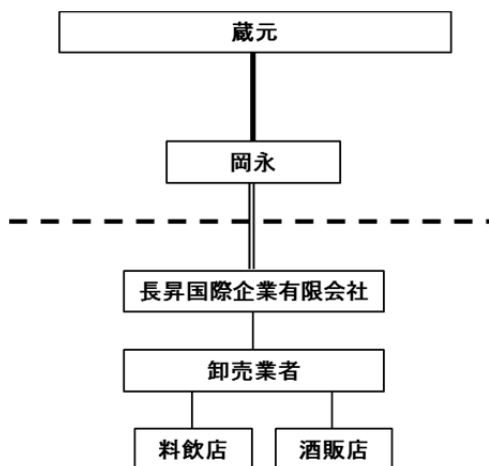 蔵元
岡永
長昇国際企業有限会社
卸売業者
料飲店
酒販店